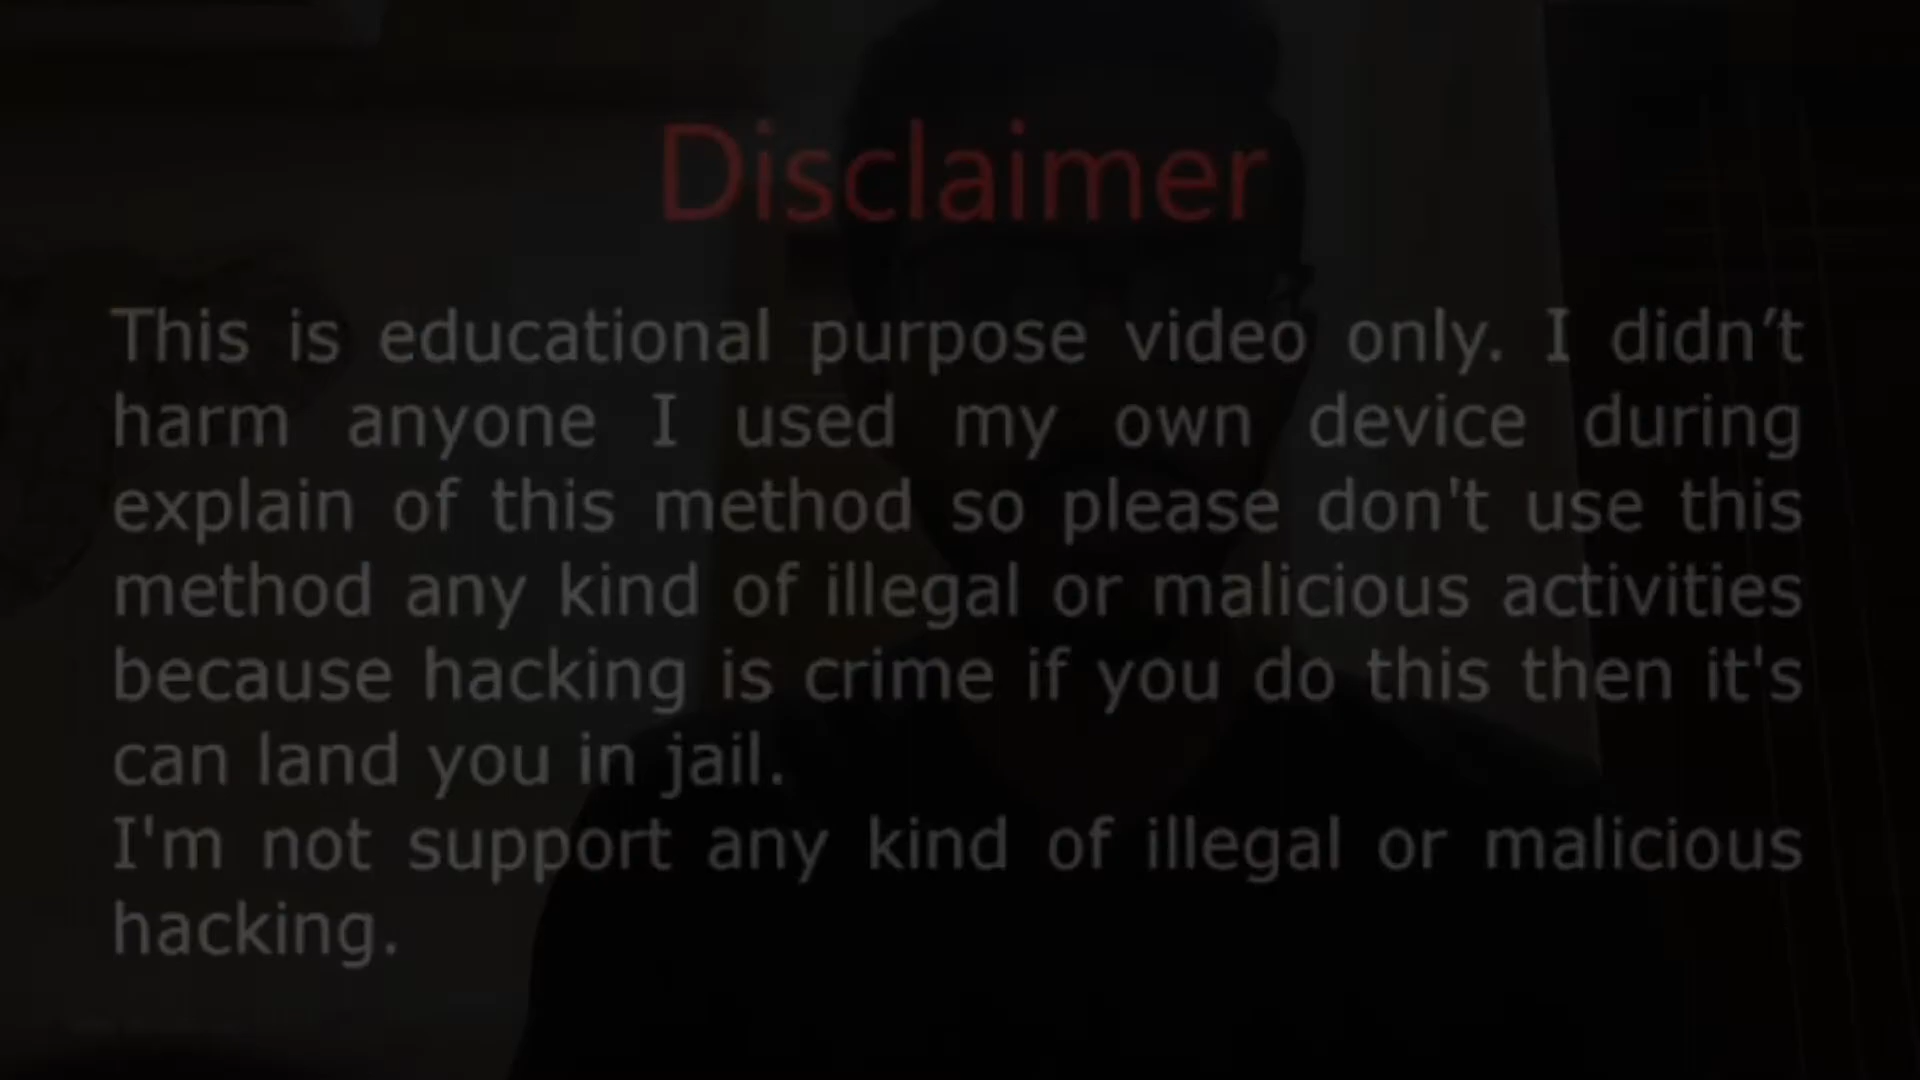 Disclaimer
This is educational purpose video only. I didn’t
harm anyone I used my own device during
explain of this method so please don't use this
method any kind of illegal or malicious activities
because hacking is crime if you do this then it's
can land you in jail.
I'm not support any kind of illegal or malicious
hacking.